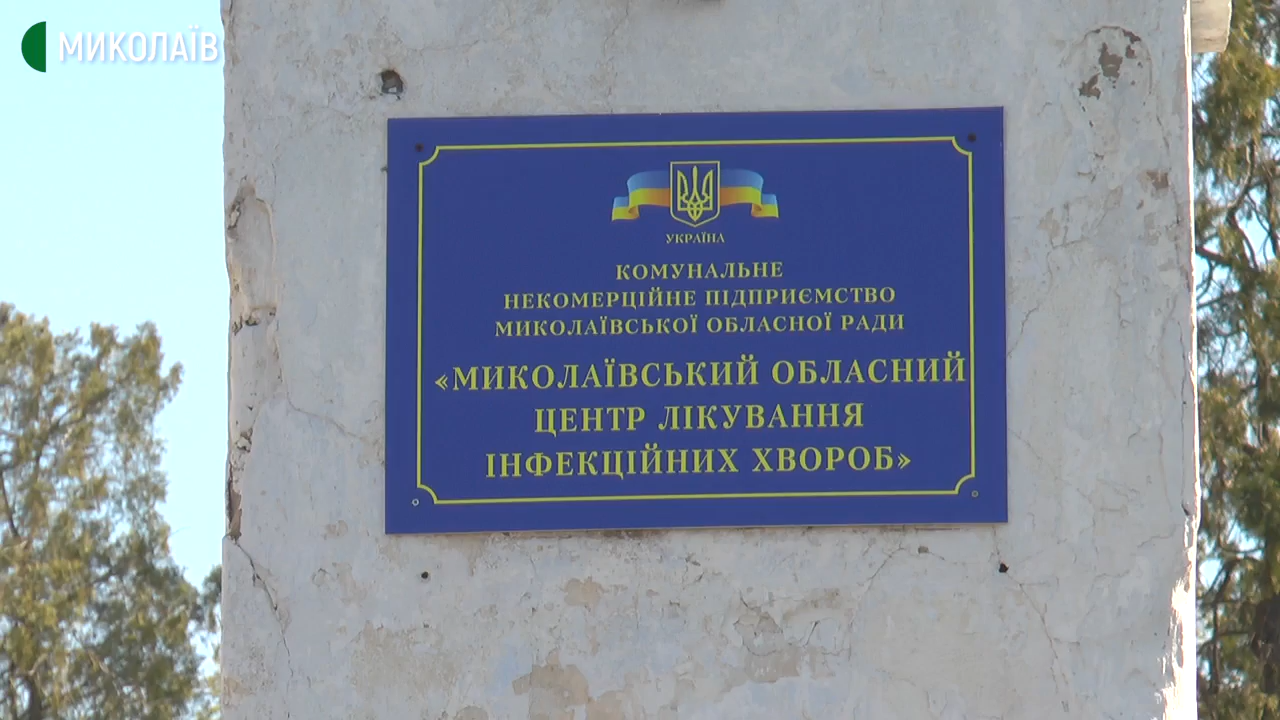 МИКОЛАЇВ
УКРАЇНА
КОМУНАЛЬНЕ
НЕКОМЕРЦІЙНЕ ПІДПРИЄМСТВО
МИКОЛАЇВСЬКОЇ ОБЛАСНОЇ РАДИ
«МИКОЛАЇВСЬКИЙ ОБЛАСНИЙ
ЦЕНТР ЛІКУВАННЯ
ІНФЕКЦІЙНИХ ХВОРОБ»